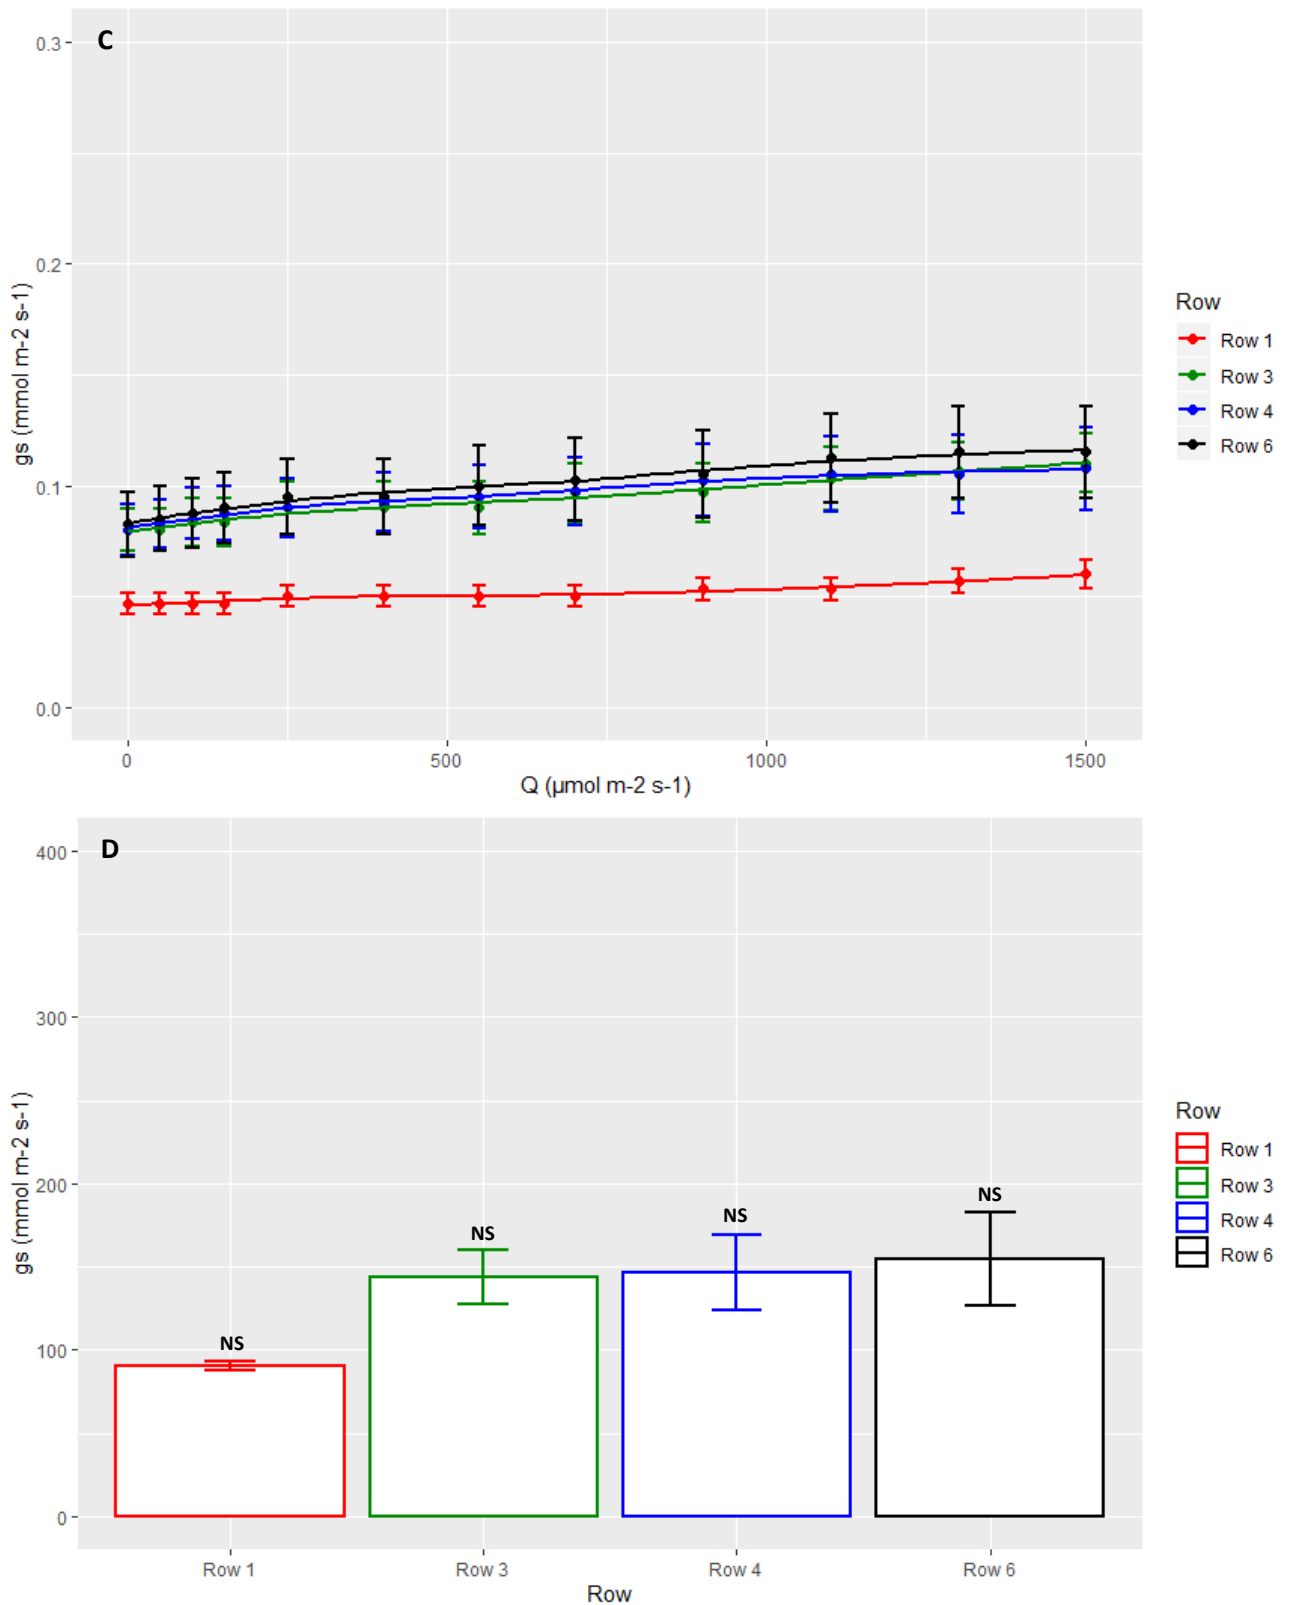 C
0.3
0.2
0.1
0.0
gs (mmol m-2 s-1)
0
500
1000
1500
Q (µmol m-2 s-1)
Row
Row 1
Row 3
Row 4
Row 6
D
400
300
200
100
0
gs (mmol m-2 s-1)
NS
NS
NS
NS
Row 1
Row 3
Row 4
Row 6
Row
Row
Row 1
Row 3
Row 4
Row 6